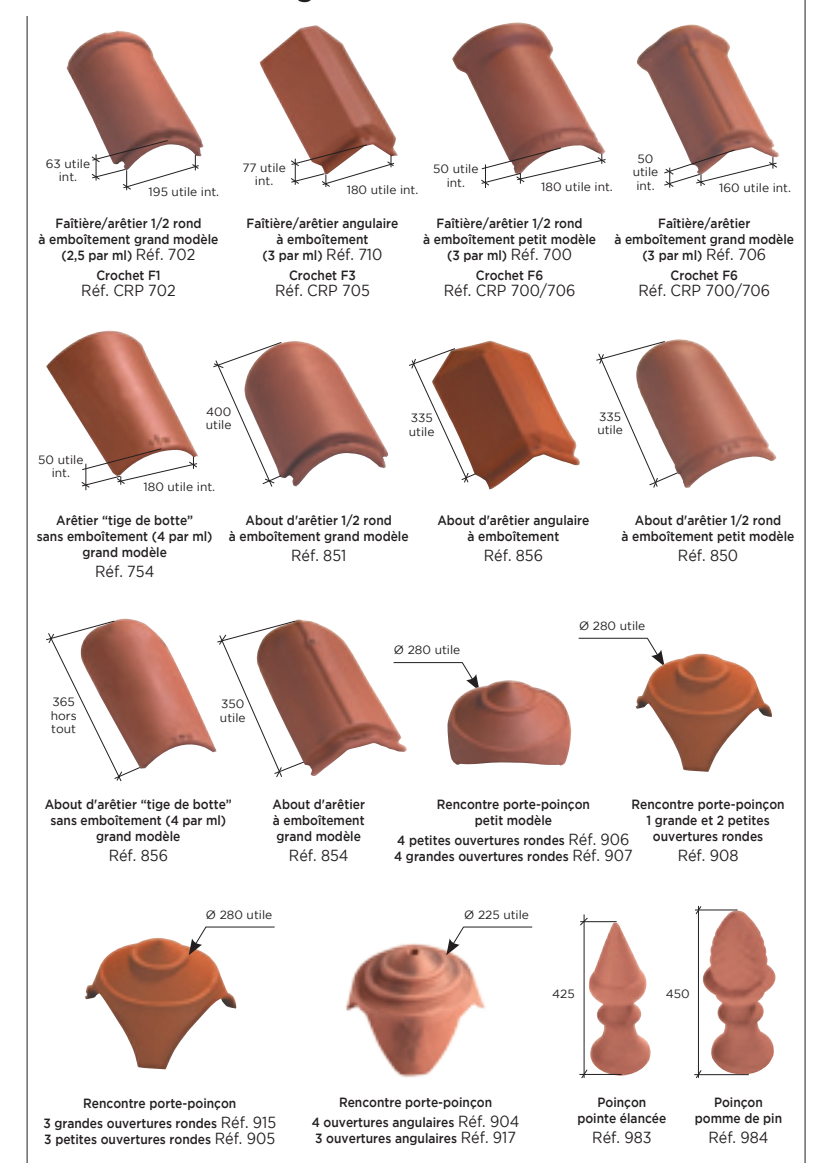 63 utile
int.
195 utile int.
Faîtière/arêtier 1/2 rond
à emboîtement grand modèle
(2,5 par ml) Réf. 702
Crochet F1
Réf. CRP 702
77 utile
int.
180 utile int.
Faîtière/arêtier angulaire
à emboîtement
(3 par ml) Réf. 710
Crochet F3
Réf. CRP 705
50 utile
int.
180 utile int.
Faîtière/arêtier 1/2 rond
à emboîtement petit modèle
(3 par ml) Réf. 700
Crochet F6
Réf. CRP 700/706
50
utile
int.
160 utile int.
Faîtière/arêtier
à emboîtement grand modèle
(3 par ml) Réf. 706
Crochet F6
Réf. CRP 700/706
50 utile
int.
180 utile int.
Arêtier “tige de botte”
sans emboîtement (4 par ml)
grand modèle
Réf. 754
400
utile
About d'arêtier 1/2 rond
à emboîtement grand modèle
Réf. 851
335
utile
About d'arêtier angulaire
à emboîtement
Réf. 856
335
utile
About d'arêtier 1/2 rond
à emboîtement petit modèle
Réf. 850
365
hors
tout
About d'arêtier “tige de botte”
sans emboîtement (4 par ml)
grand modèle
Réf. 856
350
utile
About d'arêtier
à emboîtement
grand modèle
Réf. 854
Ø 280 utile
Rencontre porte-poinçon
petit modèle
4 petites ouvertures rondes Réf. 906
4 grandes ouvertures rondes Réf. 907
Ø 280 utile
Rencontre porte-poinçon
1 grande et 2 petites
ouvertures rondes
Réf. 908
Ø 280 utile
Rencontre porte-poinçon
3 grandes ouvertures rondes Réf. 915
3 petites ouvertures rondes Réf. 905
Ø 225 utile
Rencontre porte-poinçon
4 ouvertures angulaires Réf. 904
3 ouvertures angulaires Réf. 917
425
Poinçon
pointe élancée
Réf. 983
450
Poinçon
pomme de pin
Réf. 984